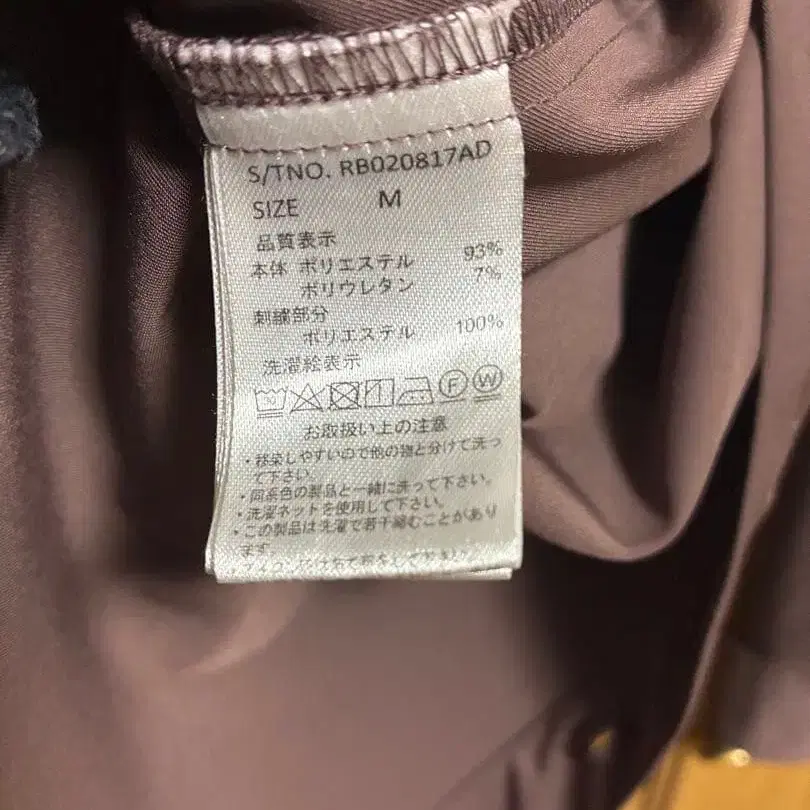 S/TNO. RB020817AD
SIZE M
品質表示
本体 ポリエステル 93%
ポリウレタン 7%
刺繍部分
ポリエステル 100%
洗濯絵表示
F W
お取扱い上の注意
・移染しやすいので他の物と分けて洗っ
て下さい。
・同系色の製品と一緒に洗って下さい。
・洗濯ネットを使用して下さい。
・この製品は洗濯で若干縮むことがあり
ます。